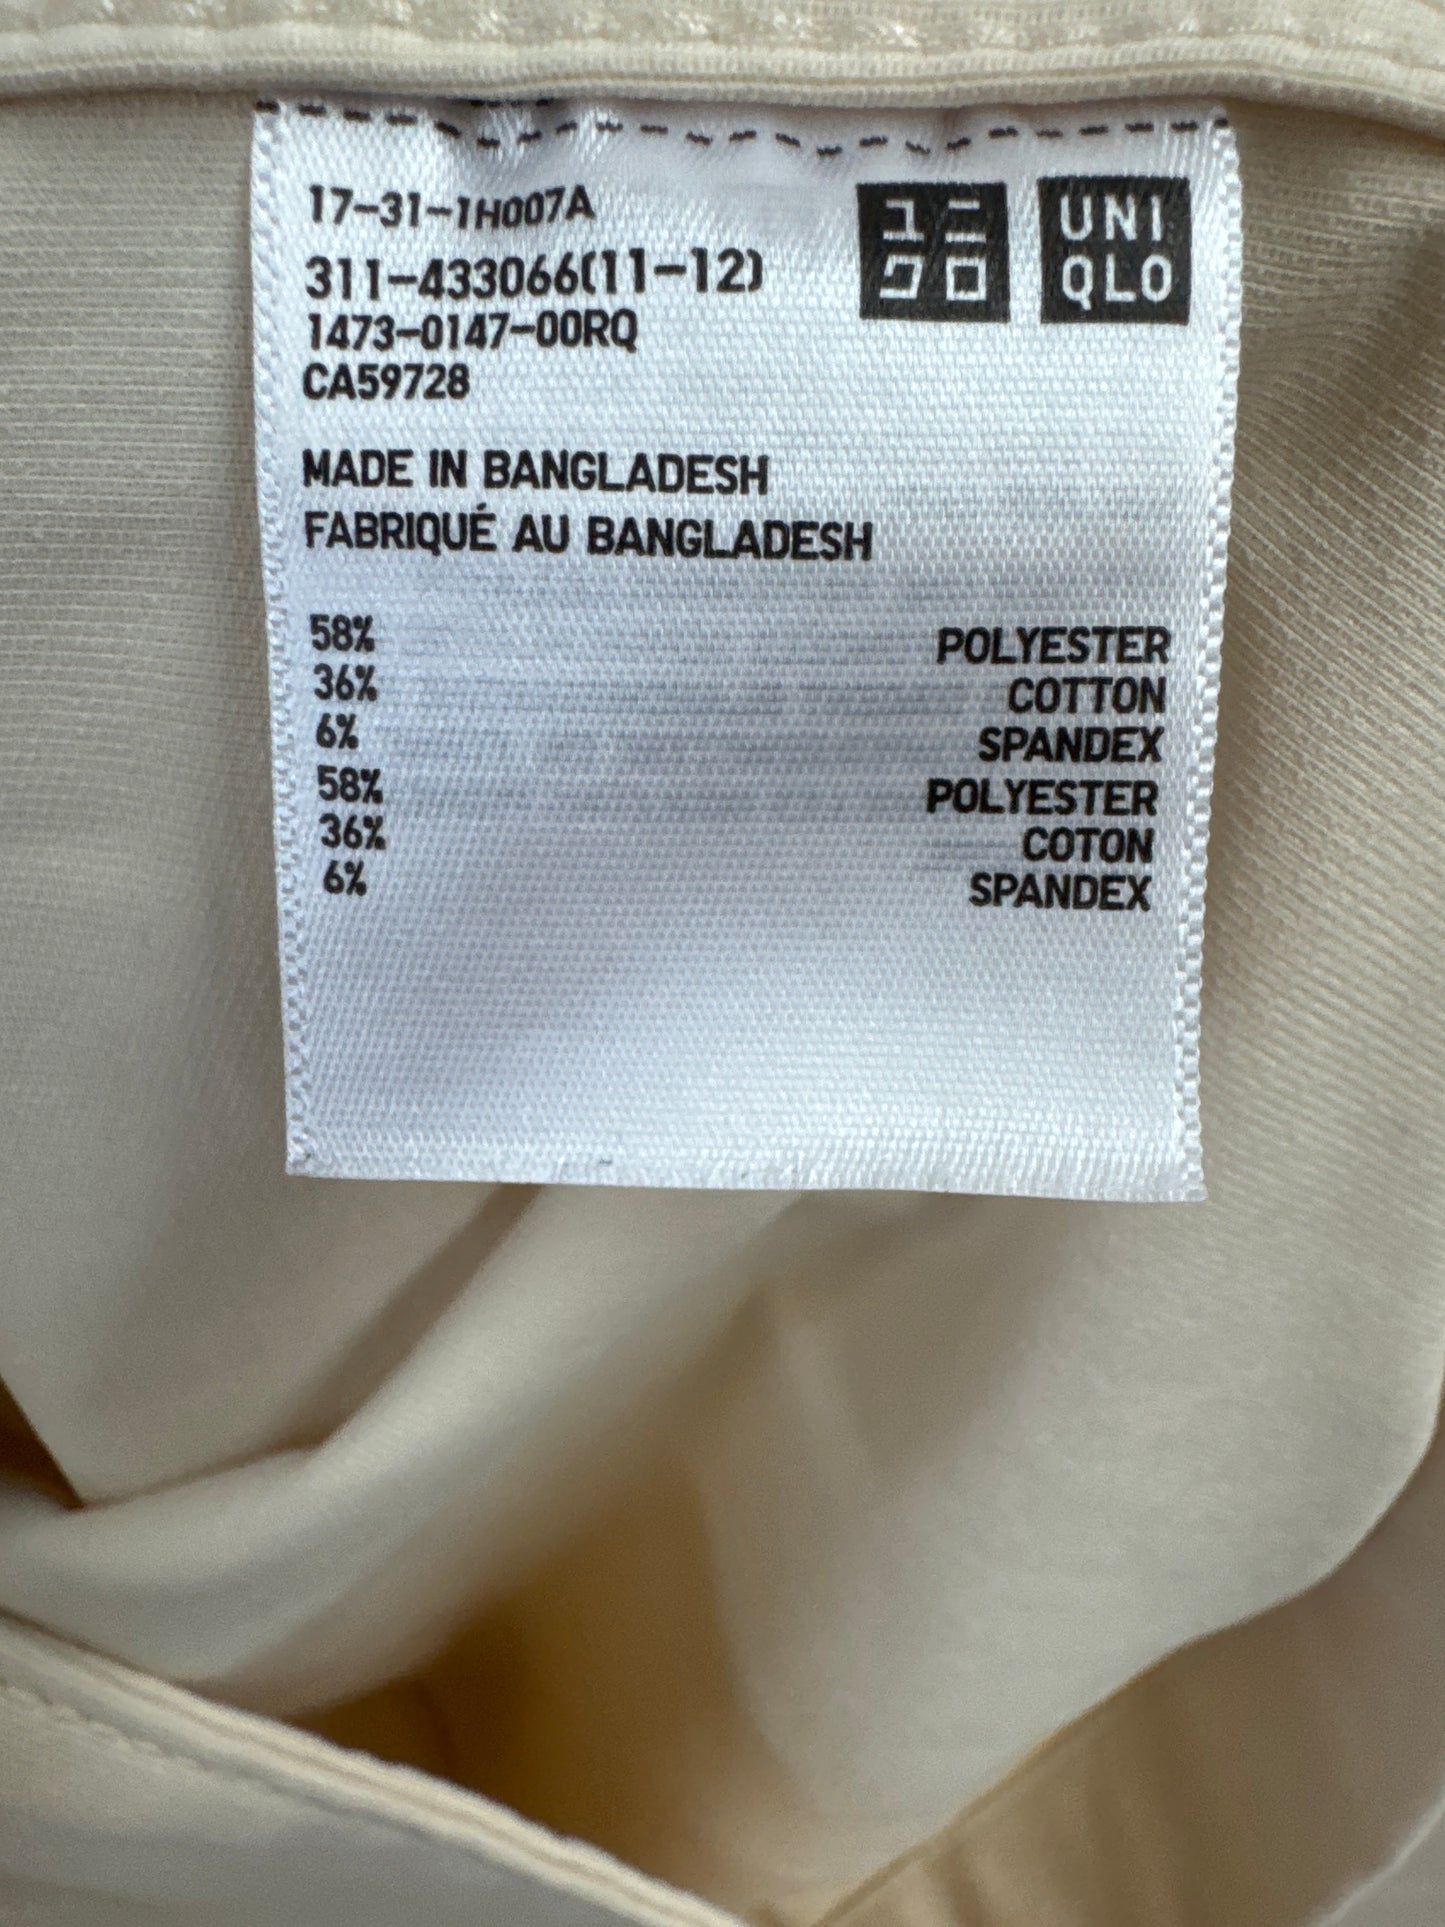 17-31-1H007A
311-433066(11-12)
1473-0147-00RQ
CA59728
ユニ
クロ
UNI
QLO
MADE IN BANGLADESH
FABRIQUÉ AU BANGLADESH
58% POLYESTER
36% COTTON
6% SPANDEX
58% POLYESTER
36% COTON
6% SPANDEX